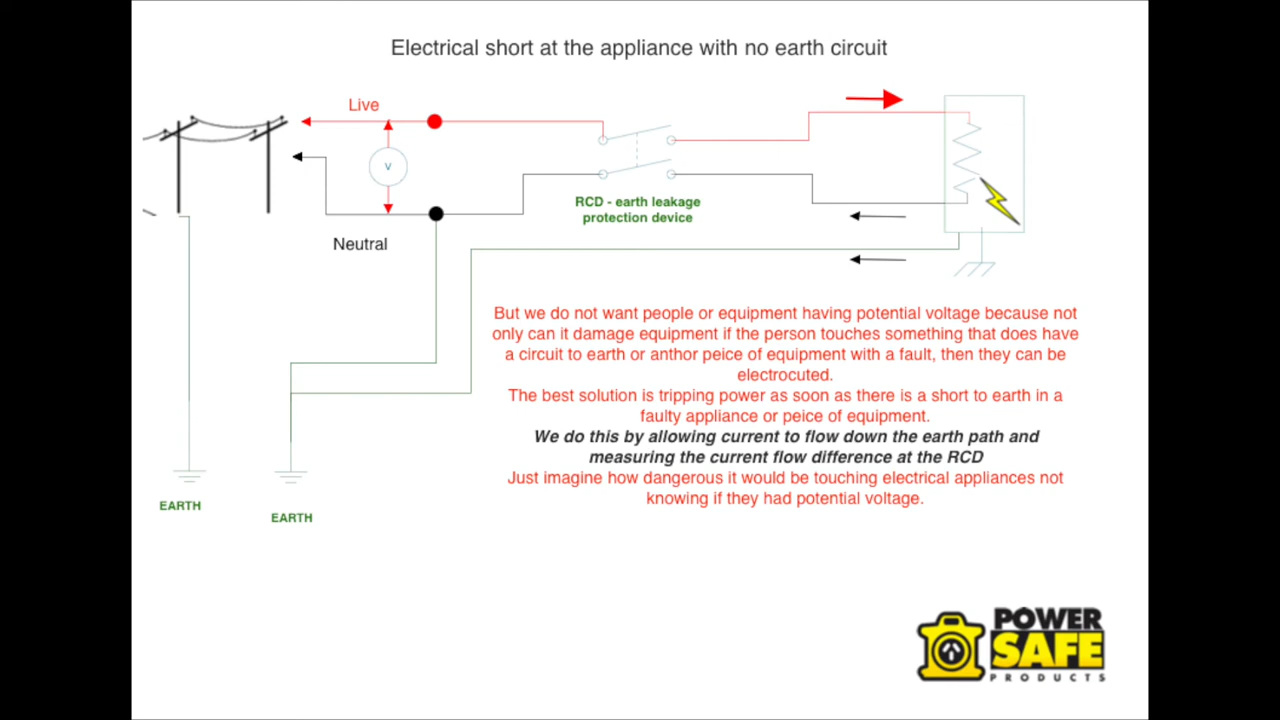 Electrical short at the appliance with no earth circuit
Live
V
Neutral
RCD - earth leakage
protection device
But we do not want people or equipment having potential voltage because not
only can it damage equipment if the person touches something that does have
a circuit to earth or anthor peice of equipment with a fault, then they can be
electrocuted.
The best solution is tripping power as soon as there is a short to earth in a
faulty appliance or peice of equipment.
We do this by allowing current to flow down the earth path and
measuring the current flow difference at the RCD
Just imagine how dangerous it would be touching electrical appliances not
knowing if they had potential voltage.
EARTH
EARTH
POWER
SAFE
PRODUCTS